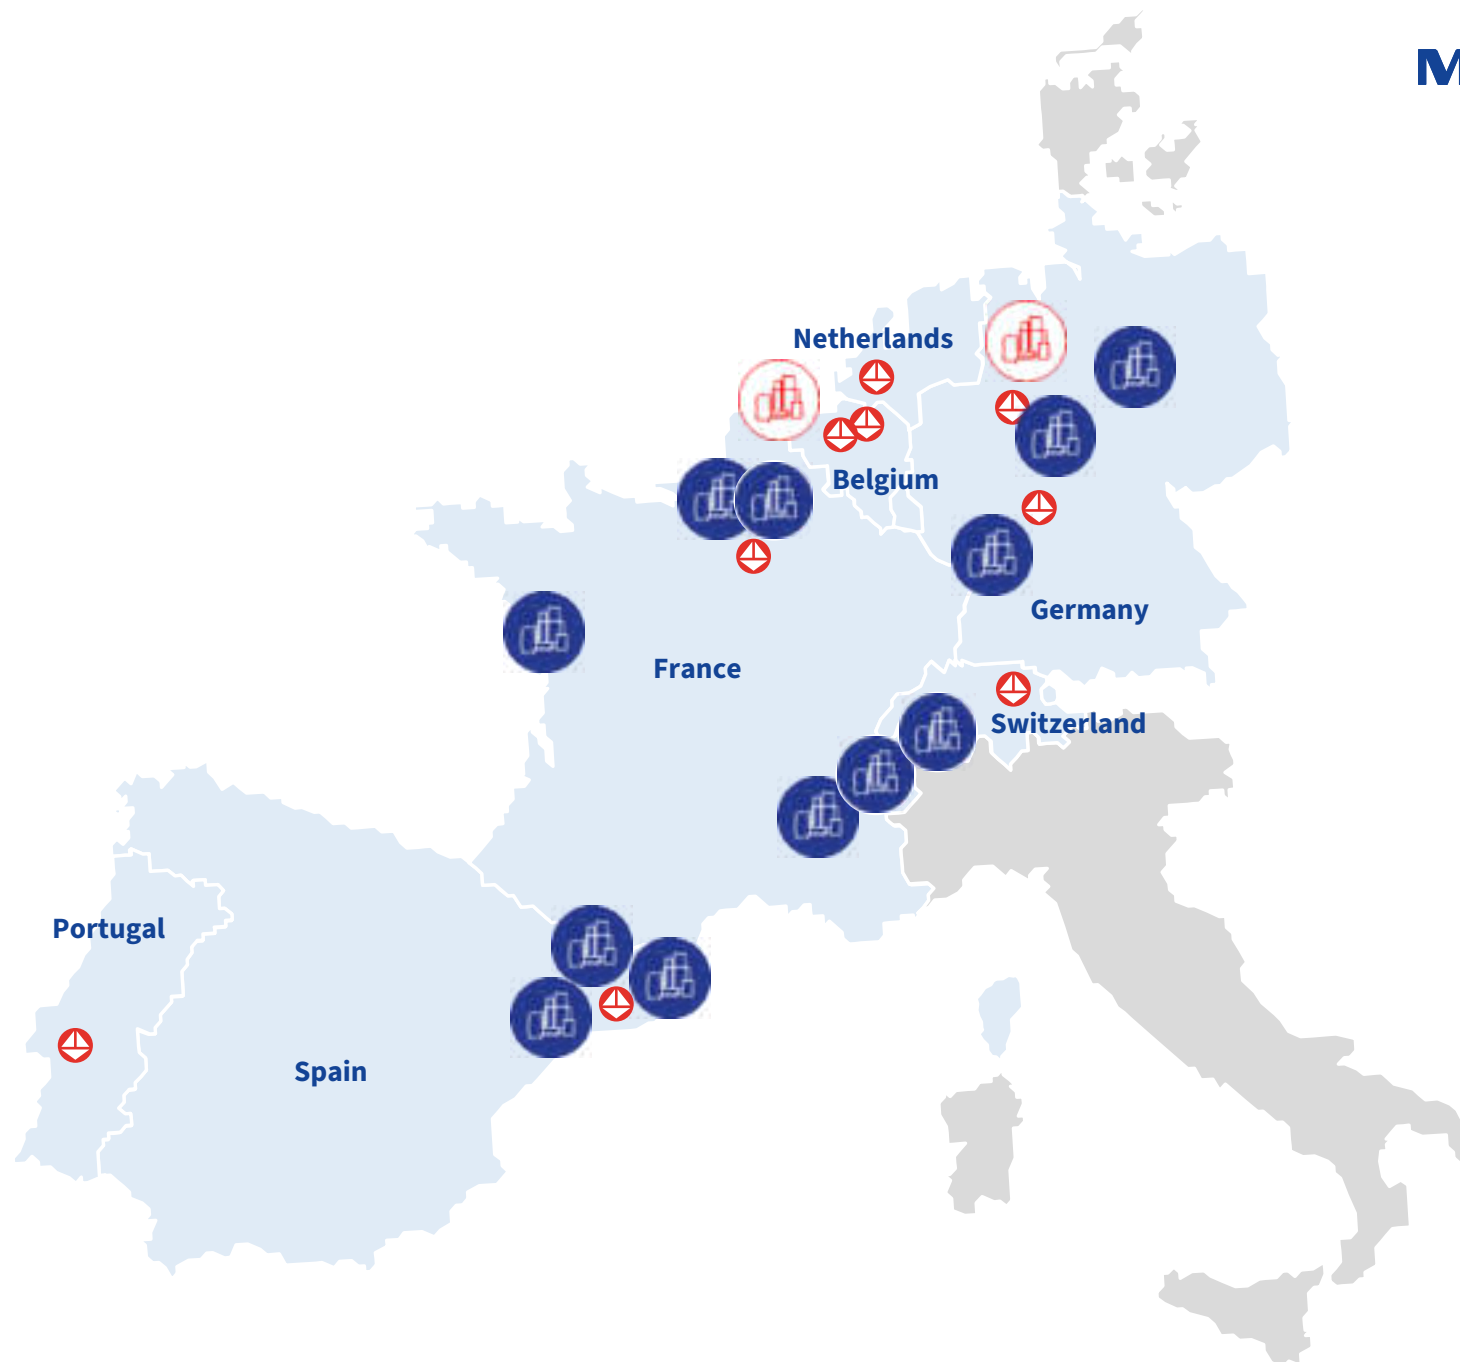 M
Netherlands
Belgium
Germany
France
Switzerland
Portugal
Spain